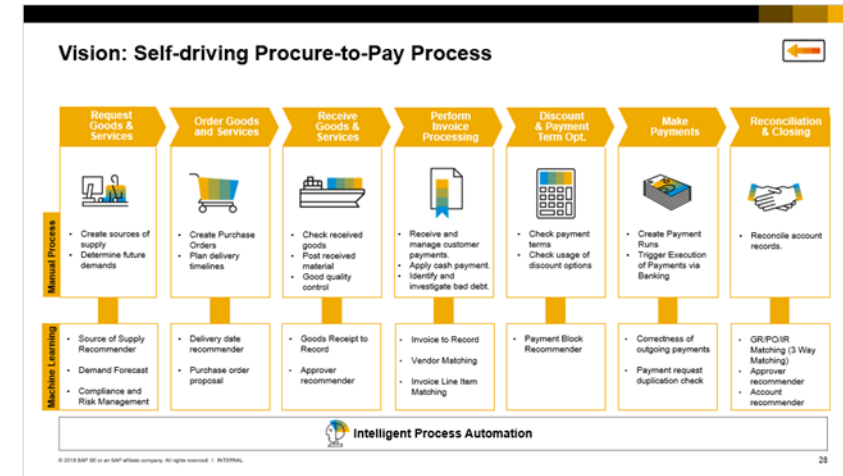 Vision: Self-driving Procure-to-Pay Process
Request
Goods &
Services
Order Goods
and Services
Receive
Goods &
Services
Perform
Invoice
Processing
Discount
& Payment
Term Opt.
Make
Payments
Reconciliation
& Closing
Manual Process
• Create sources of
supply
• Determine future
demands
• Create Purchase
Orders
• Plan delivery
timelines
• Check received
goods
• Post received
material
• Good quality
control
• Receive and
manage customer
payments.
• Apply cash payment.
• Identify and
investigate bad debt.
• Check payment
terms
• Check usage of
discount options
• Create Payment
Runs
• Trigger Execution
of Payments via
Banking
• Reconcile account
records.
Machine Learning
• Source of Supply
Recommender
• Demand Forecast
• Compliance and
Risk Management
• Delivery date
recommender
• Purchase order
proposal
• Goods Receipt to
Record
• Approver
recommender
• Invoice to Record
• Vendor Matching
• Invoice Line Item
Matching
• Payment Block
Recommender
• Correctness of
outgoing payments
• Payment request
duplication check
• GR/PO/IR
Matching (3 Way
Matching)
• Approver
recommender
• Account
recommender
Intelligent Process Automation
© 2018 SAP SE or an SAP affiliate company. All rights reserved. | INTERNAL
28